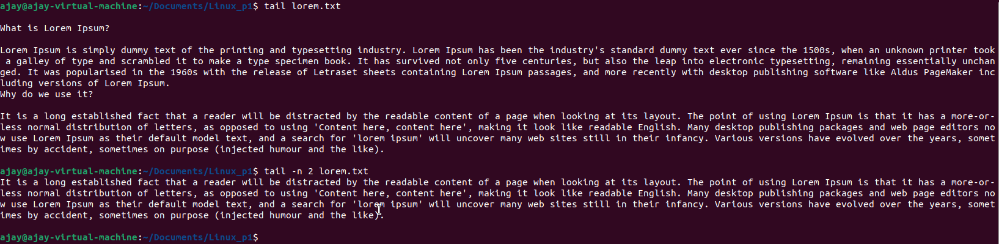 ajay@ajay-virtual-machine:~/Documents/Linux_p1$ tail lorem.txt
What is Lorem Ipsum?
Lorem Ipsum is simply dummy text of the printing and typesetting industry. Lorem Ipsum has been the industry's standard dummy text ever since the 1500s, when an unknown printer took
 a galley of type and scrambled it to make a type specimen book. It has survived not only five centuries, but also the leap into electronic typesetting, remaining essentially unchan
ged. It was popularised in the 1960s with the release of Letraset sheets containing Lorem Ipsum passages, and more recently with desktop publishing software like Aldus PageMaker inc
luding versions of Lorem Ipsum.
Why do we use it?
It is a long established fact that a reader will be distracted by the readable content of a page when looking at its layout. The point of using Lorem Ipsum is that it has a more-or-
less normal distribution of letters, as opposed to using 'Content here, content here', making it look like readable English. Many desktop publishing packages and web page editors no
w use Lorem Ipsum as their default model text, and a search for 'lorem ipsum' will uncover many web sites still in their infancy. Various versions have evolved over the years, somet
imes by accident, sometimes on purpose (injected humour and the like).
ajay@ajay-virtual-machine:~/Documents/Linux_p1$ tail -n 2 lorem.txt
It is a long established fact that a reader will be distracted by the readable content of a page when looking at its layout. The point of using Lorem Ipsum is that it has a more-or-
less normal distribution of letters, as opposed to using 'Content here, content here', making it look like readable English. Many desktop publishing packages and web page editors no
w use Lorem Ipsum as their default model text, and a search for 'lorem ipsum' will uncover many web sites still in their infancy. Various versions have evolved over the years, somet
imes by accident, sometimes on purpose (injected humour and the like).
ajay@ajay-virtual-machine:~/Documents/Linux_p1$